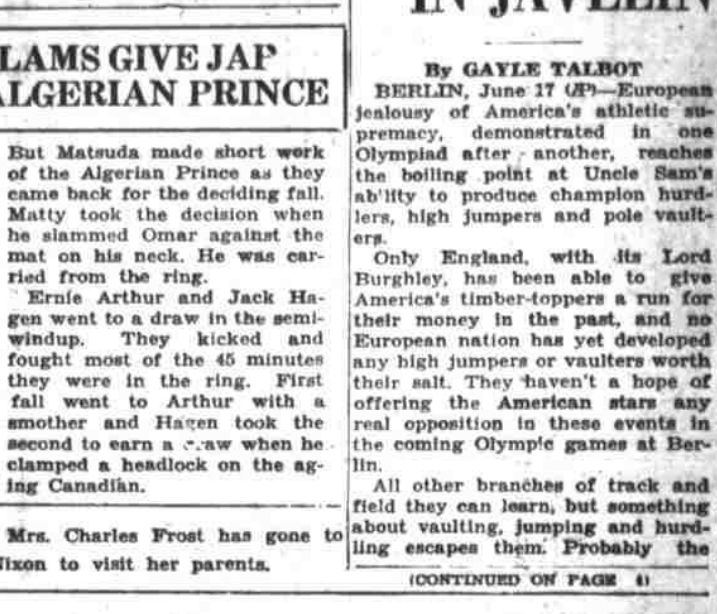 LAMS GIVE JAP
ALGERIAN PRINCE
But Matsuda made short work
of the Algerian Prince as they
came back for the deciding fall.
Matty took the decision when
he slammed Omar against the
mat on his neck. He was car-
ried from the ring.
Ernie Arthur and Jack Ha-
gen went to a draw in the semi-
windup. They kicked and
fought most of the 45 minutes
they were in the ring. First
fall went to Arthur with a
smother and Hagen took the
second to earn a draw when he
clamped a headlock on the ag-
ing Canadian.
Mrs. Charles Frost has gone to
Nixon to visit her parents.
IN JAVELIN
By GAYLE TALBOT
BERLIN, June 17 (AP)—European
jealousy of America's athletic su-
premacy, demonstrated in one
Olympiad after another, reaches
the boiling point at Uncle Sam's
ab'lity to produce champion hurd-
lers, high jumpers and pole vault-
ers.
Only England, with its Lord
Burghley, has been able to give
America's timber-toppers a run for
their money in the past, and no
European nation has yet developed
any high jumpers or vaulters worth
their salt. They haven't a hope of
offering the American stars any
real opposition in these events in
the coming Olympic games at Ber-
lin.
All other branches of track and
field they can learn, but something
about vaulting, jumping and hurd-
ling escapes them. Probably the
(CONTINUED ON PAGE 4)